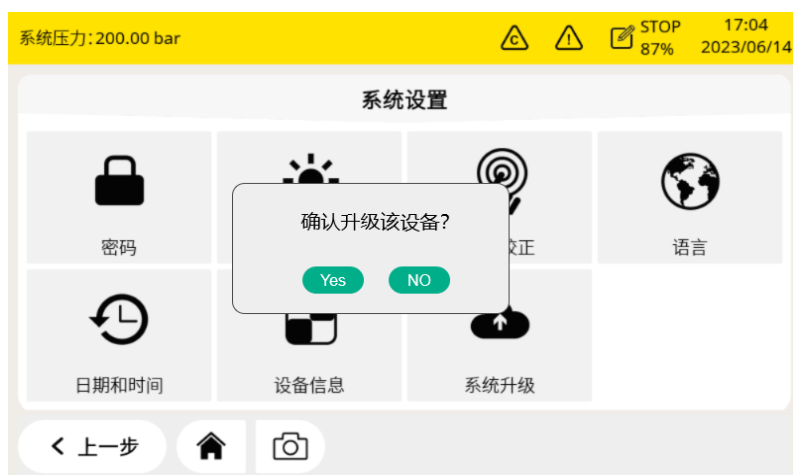 系统压力：200.00 bar
STOP
87%
17:04
2023/06/14
系统设置
确认升级该设备？
Yes
NO
密码
校正
语言
日期和时间
设备信息
系统升级
上一步